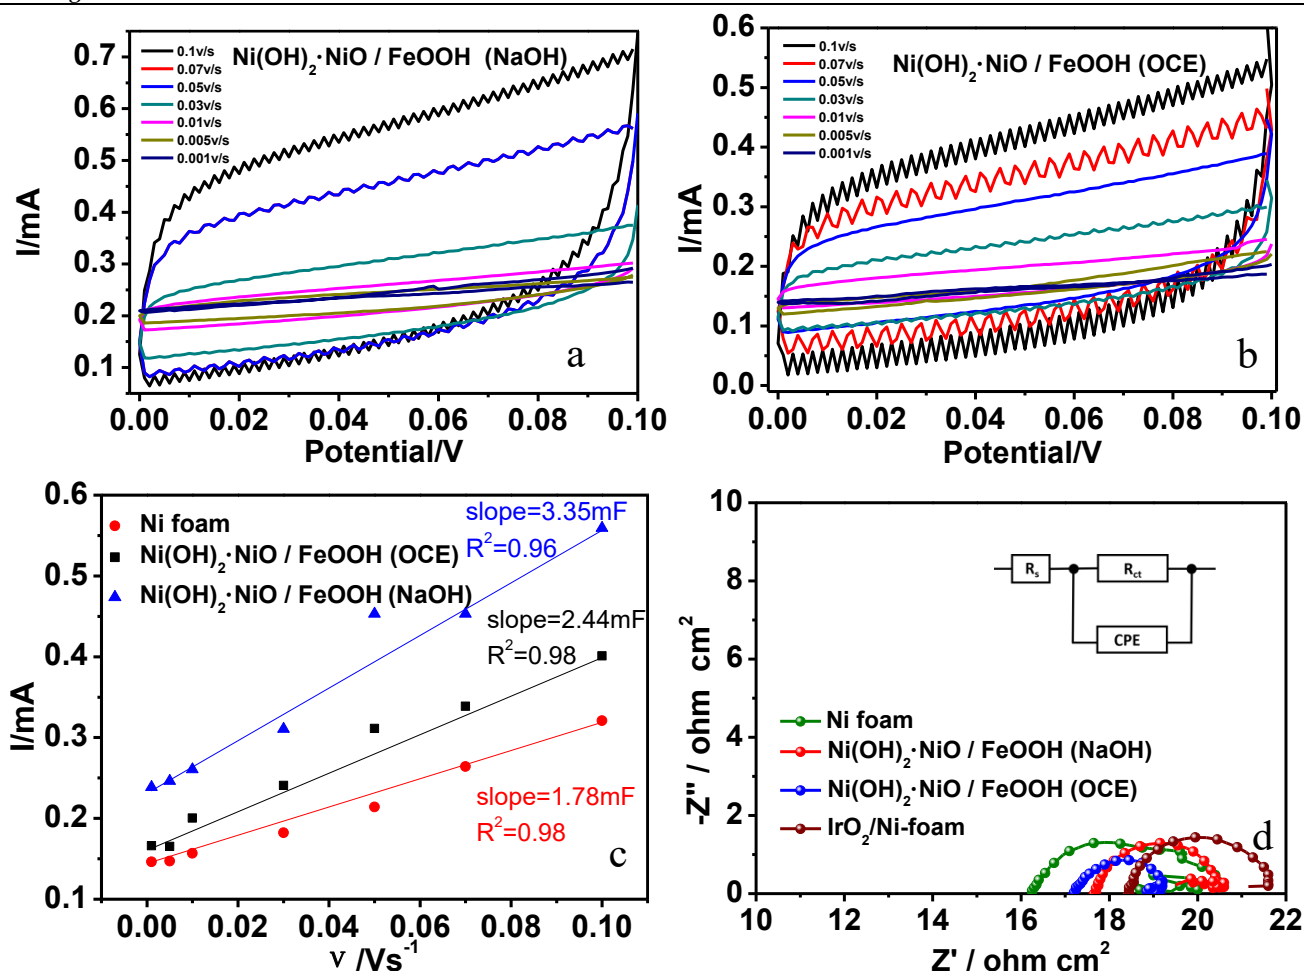 0.1v/s
0.07v/s
0.05v/s
0.03v/s
0.01v/s
0.005v/s
0.001v/s
Ni(OH)2·NiO / FeOOH (NaOH)
0.7
0.6
0.5
0.4
0.3
0.2
0.1
I/mA
a
0.00 0.02 0.04 0.06 0.08 0.10
Potential/V
0.1v/s
0.07v/s
0.05v/s
0.03v/s
0.01v/s
0.005v/s
0.001v/s
Ni(OH)2·NiO / FeOOH (OCE)
0.6
0.5
0.4
0.3
0.2
0.1
0.0
I/mA
b
0.00 0.02 0.04 0.06 0.08 0.10
Potential/V
0.6
0.5
0.4
0.3
0.2
0.1
I/mA
Ni foam
Ni(OH)2·NiO / FeOOH (OCE)
Ni(OH)2·NiO / FeOOH (NaOH)
slope=3.35mF
R2=0.96
slope=2.44mF
R2=0.98
slope=1.78mF
R2=0.98
c
0.00 0.02 0.04 0.06 0.08 0.10
ν /Vs-1
10
8
6
4
2
0
-Z'' / ohm cm2
Rs
Rct
CPE
Ni foam
Ni(OH)2·NiO / FeOOH (NaOH)
Ni(OH)2·NiO / FeOOH (OCE)
IrO2/Ni-foam
d
10 12 14 16 18 20 22
Z' / ohm cm2